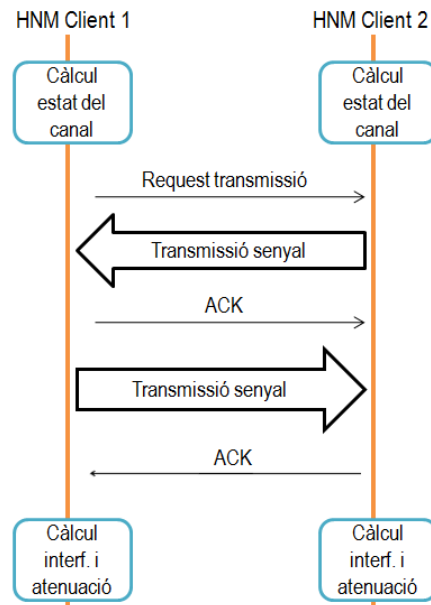 HNM Client 1
HNM Client 2
Càlcul
estat del
canal
Càlcul
estat del
canal
Request transmissió
Transmissió senyal
ACK
Transmissió senyal
ACK
Càlcul
interf. i
atenuació
Càlcul
interf. i
atenuació